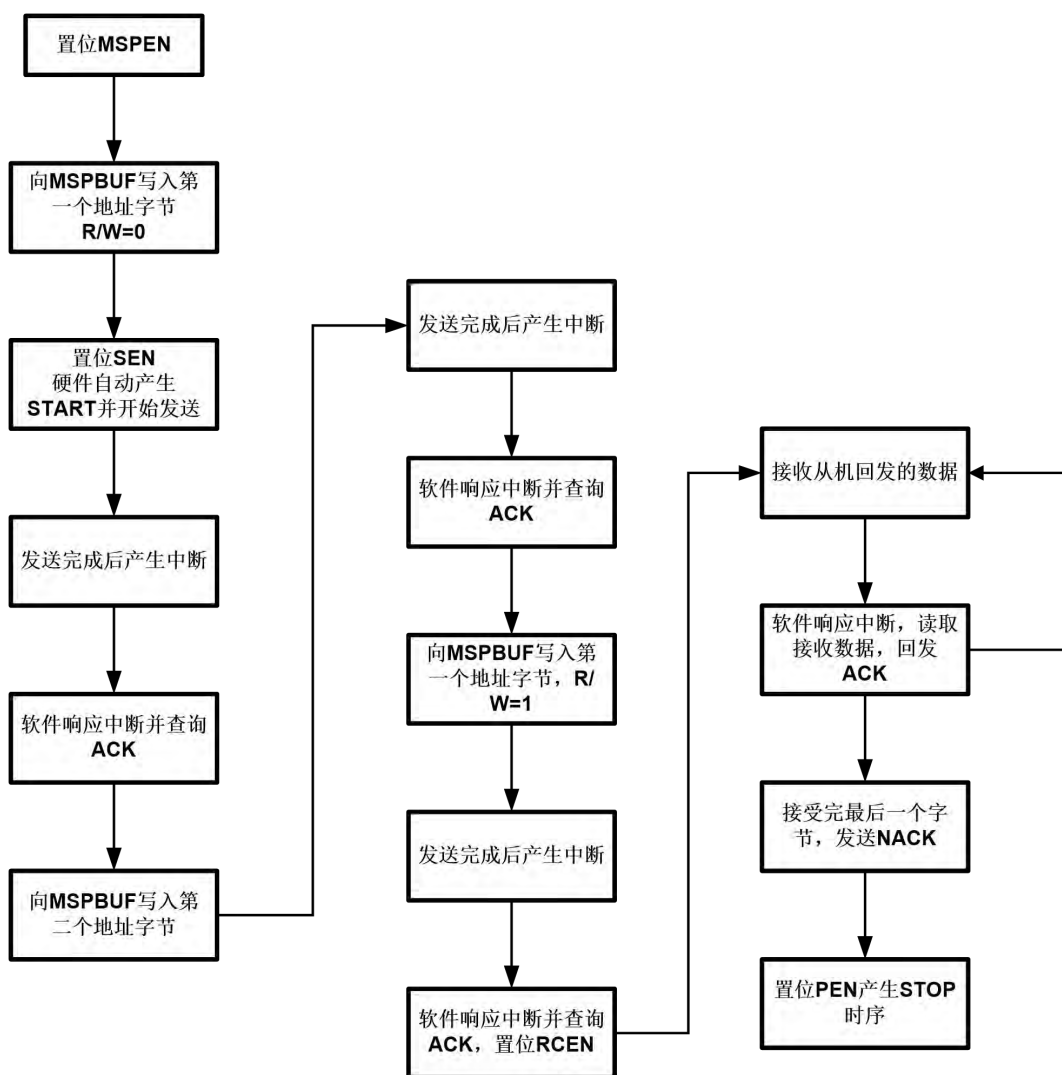 置位MSPEN
向MSPBUF写入第
一个地址字节
R/W=0
置位SEN
硬件自动产生
START并开始发送
发送完成后产生中断
软件响应中断并查询
ACK
向MSPBUF写入第
二个地址字节
发送完成后产生中断
软件响应中断并查询
ACK
向MSPBUF写入第
一个地址字节，R/
W=1
发送完成后产生中断
软件响应中断并查询
ACK，置位RCEN
接收从机回发的数据
软件响应中断，读取
接收数据，回发
ACK
接受完最后一个字
节，发送NACK
置位PEN产生STOP
时序